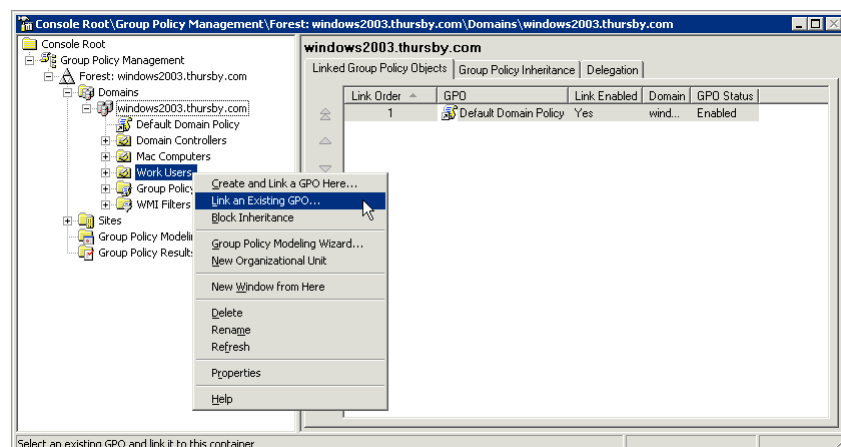 Console Root\Group Policy Management\Forest: windows2003.thursby.com\Domains\windows2003.thursby.com
Console Root
Group Policy Management
Forest: windows2003.thursby.com
Domains
windows2003.thursby.com
Default Domain Policy
Domain Controllers
Mac Computers
Work Users
Group Policy
WMI Filters
Sites
Group Policy Modeli
Group Policy Results
windows2003.thursby.com
Linked Group Policy Objects Group Policy Inheritance Delegation
Link Order GPO Link Enabled Domain GPO Status
1 Default Domain Policy Yes wind... Enabled
Create and Link a GPO Here...
Link an Existing GPO...
Block Inheritance
Group Policy Modeling Wizard...
New Organizational Unit
New Window from Here
Delete
Rename
Refresh
Properties
Help
Select an existing GPO and link it to this container